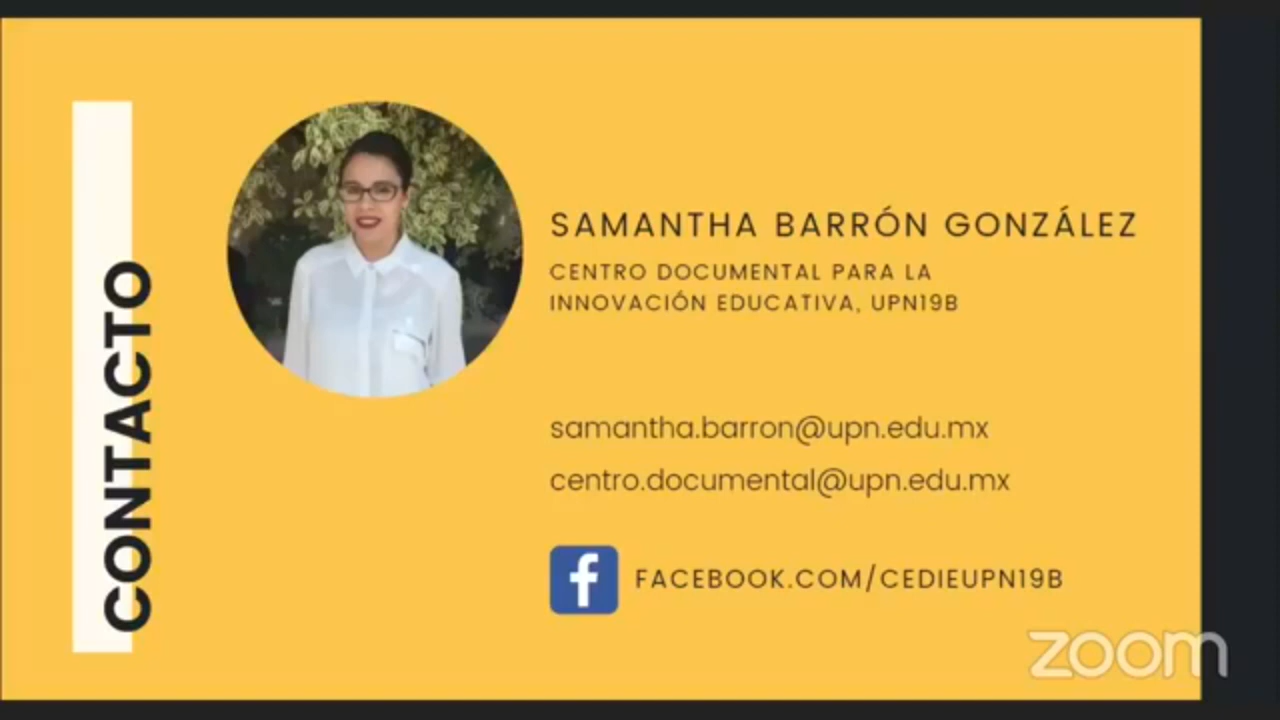 CONTACTO
SAMANTHA BARRÓN GONZÁLEZ
CENTRO DOCUMENTAL PARA LA
INNOVACIÓN EDUCATIVA, UPN19B
samantha.barron@upn.edu.mx
centro.documental@upn.edu.mx
f FACEBOOK.COM/CEDIEUPN19B
zoom